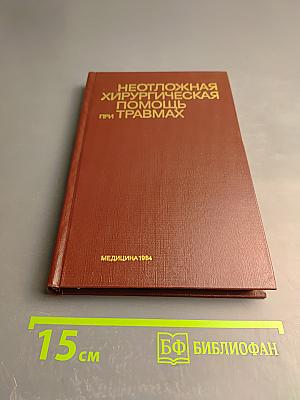 НЕОТЛОЖНАЯ
ХИРУРГИЧЕСКАЯ
ПОМОЩЬ
ПРИ ТРАВМАХ
МЕДИЦИНА 1984
15 см
БФ БИБЛИОФАН